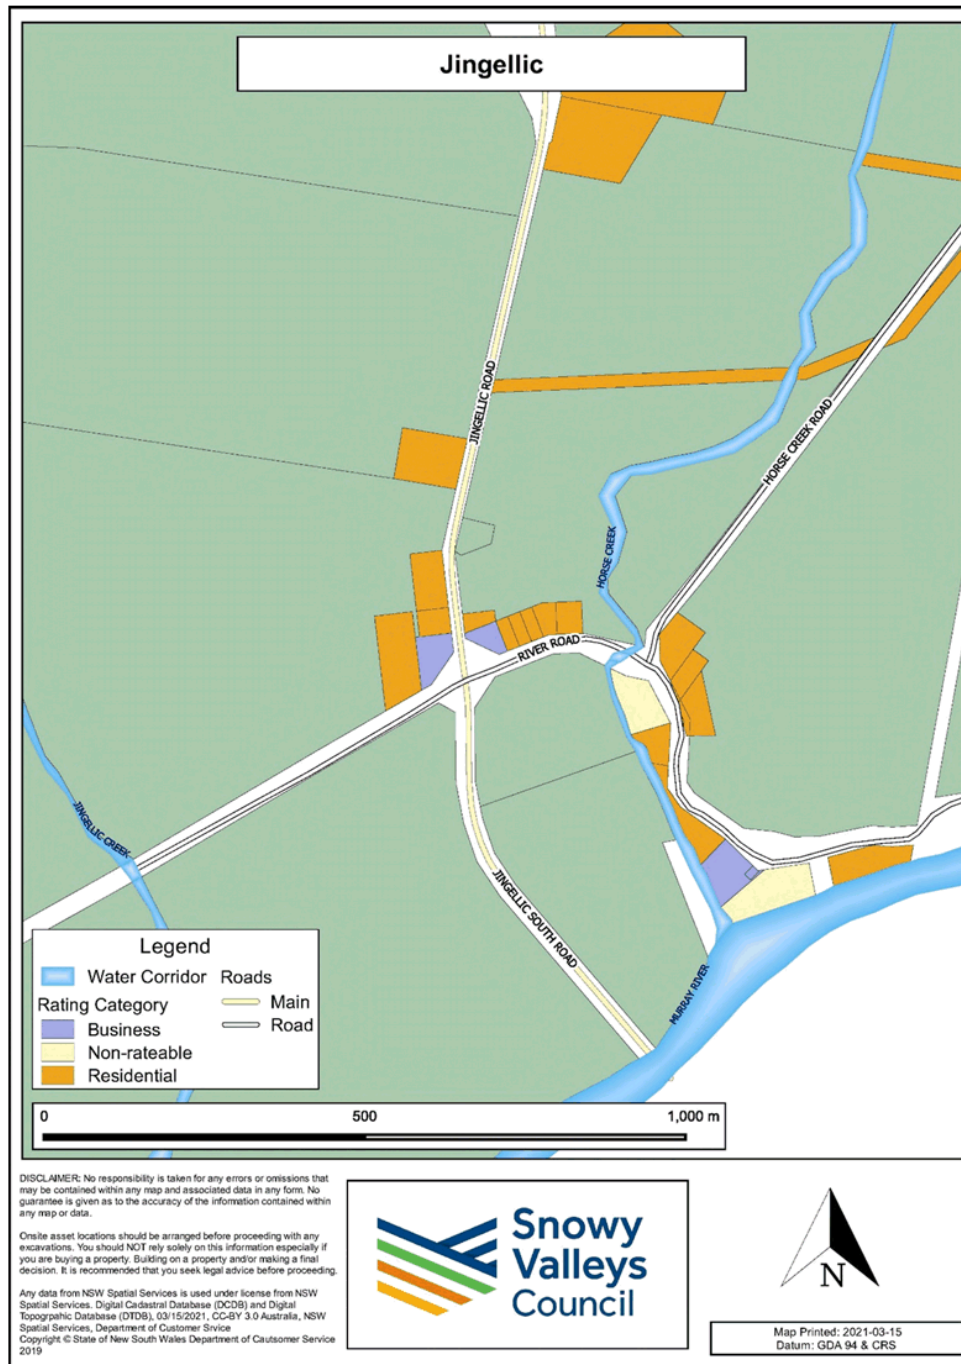 Jingellic
JINGELLIC ROAD
HORSE CREEK ROAD
HORSE CREEK
RIVER ROAD
JINGELLIC CREEK
JINGELLIC SOUTH ROAD
MURRAY RIVER
Legend
Water Corridor
Rating Category
Business
Non-rateable
Residential
Roads
Main
Road
0 500 1,000 m
DISCLAIMER: No responsibility is taken for any errors or omissions that
may be contained within any map and associated data in any form. No
guarantee is given as to the accuracy of the information contained within
any map or data.
Onsite asset locations should be arranged before proceeding with any
excavations. You should NOT rely solely on this information especially if
you are buying a property. Building on a property and/or making a final
decision. It is recommended that you seek legal advice before proceeding.
Any data from NSW Spatial Services is used under license from NSW
Spatial Services. Digital Cadastral Database (DCDB) and Digital
Topogrpahic Database (DTDB), 03/15/2021, CC-BY 3.0 Australia, NSW
Spatial Services, Department of Customer Srvice
Copyright © State of New South Wales Department of Cautsomer Service
2019
Snowy
Valleys
Council
N
Map Printed: 2021-03-15
Datum: GDA 94 & CRS